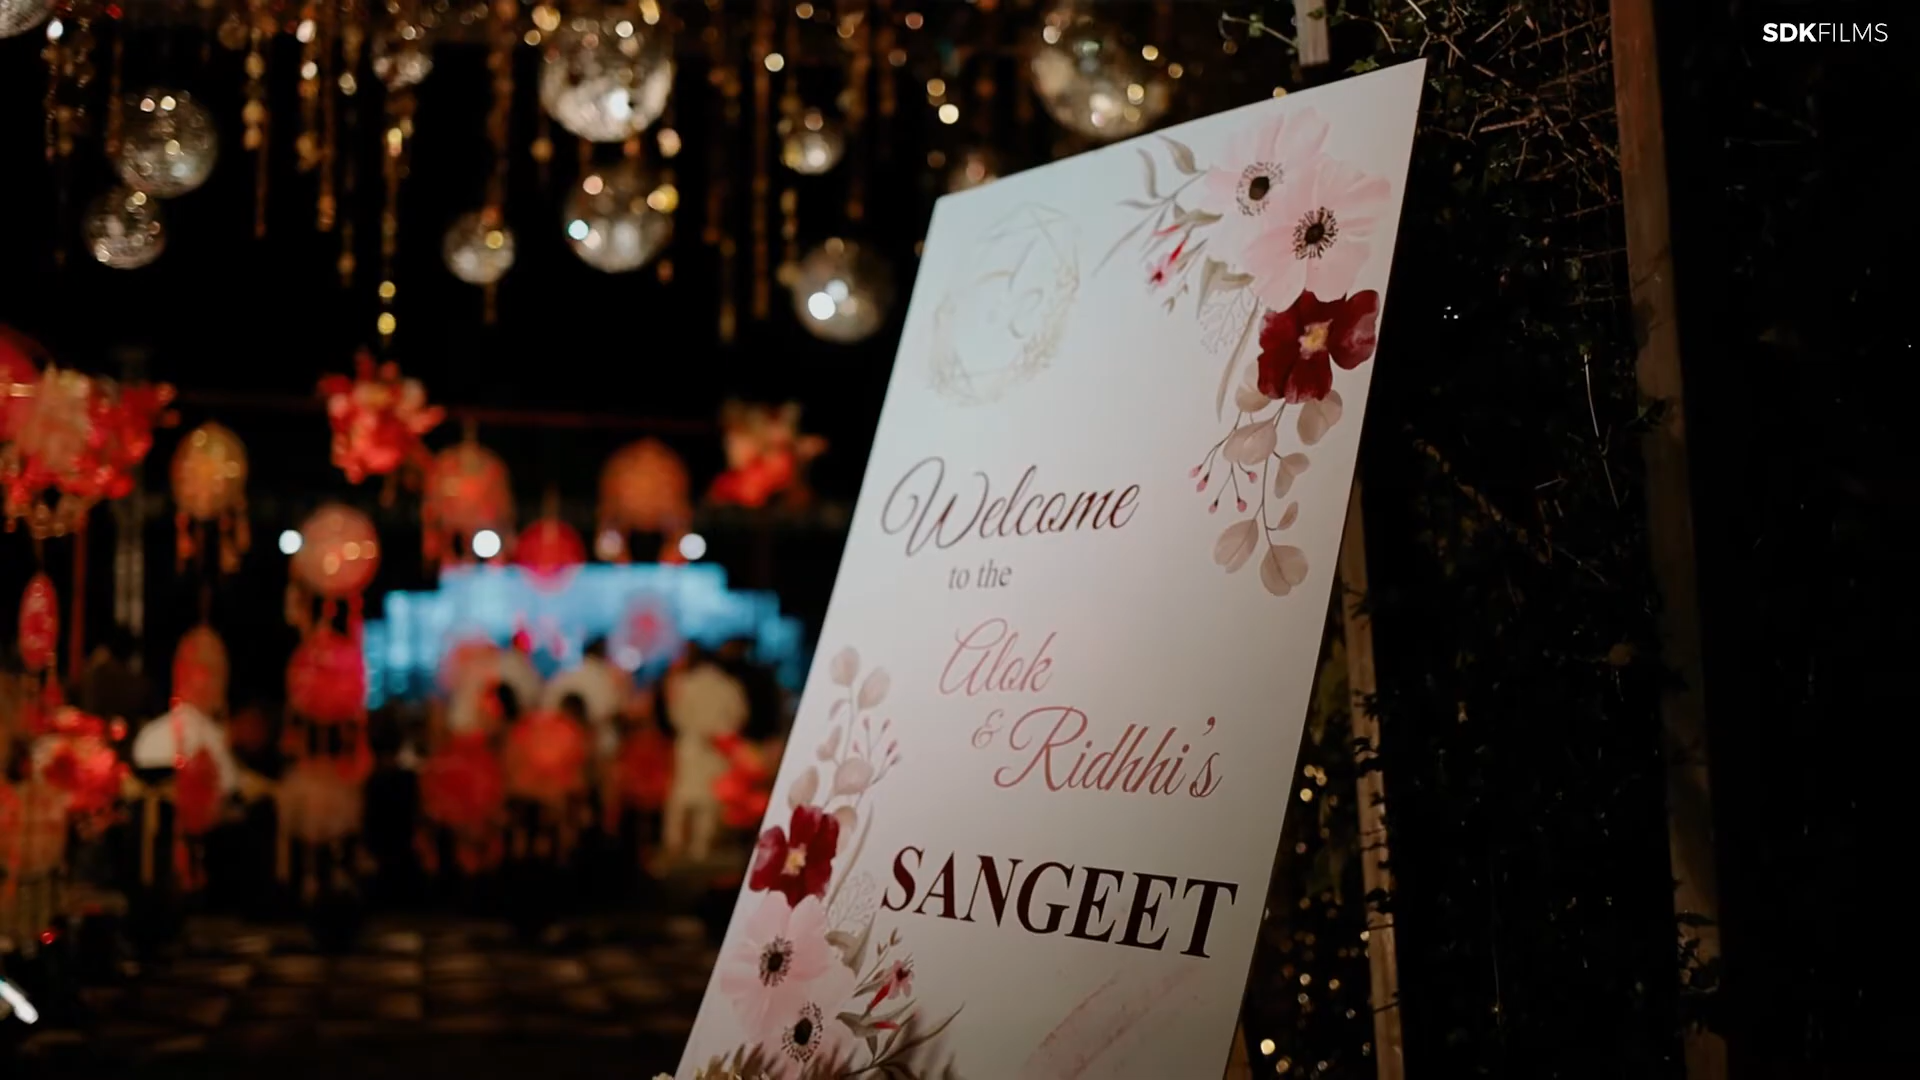 SDKFILMS
Welcome
to the
Alok
& Ridhhi's
SANGEET